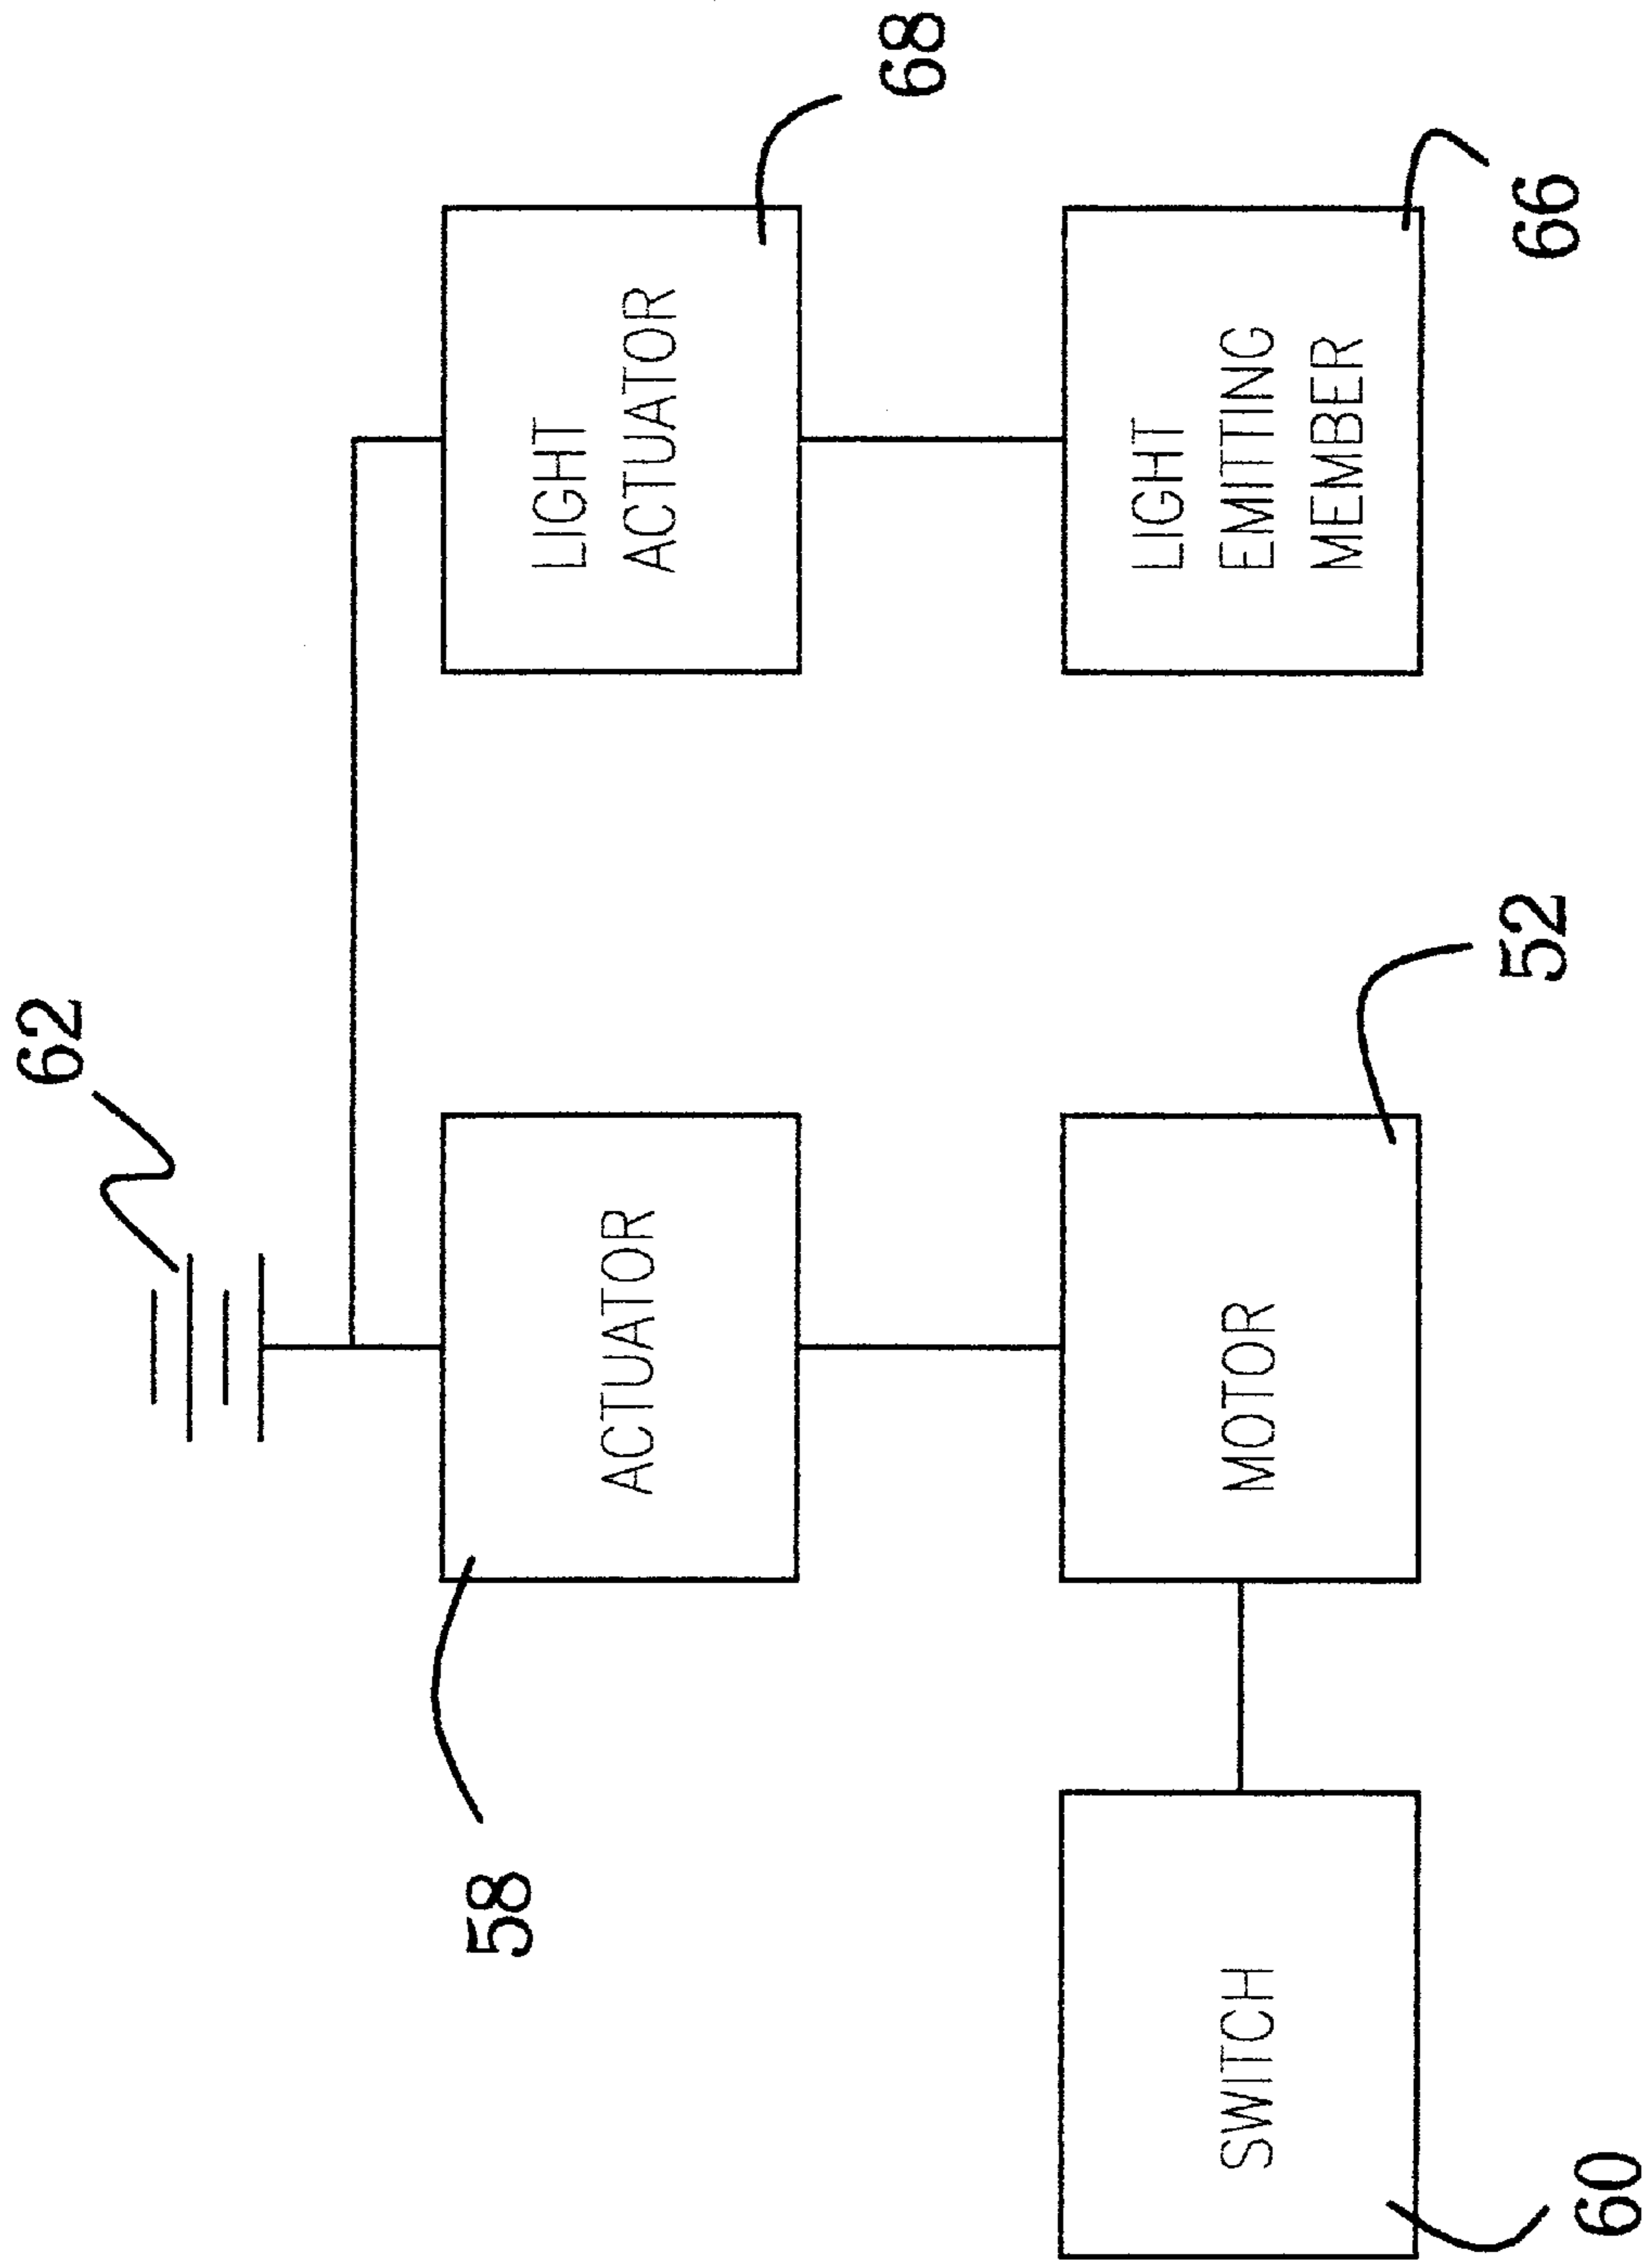 62
68
58
ACTUATOR
LIGHT
ACTUATOR
SWITCH
MOTOR
LIGHT
EMITTING
MEMBER
60
52
66